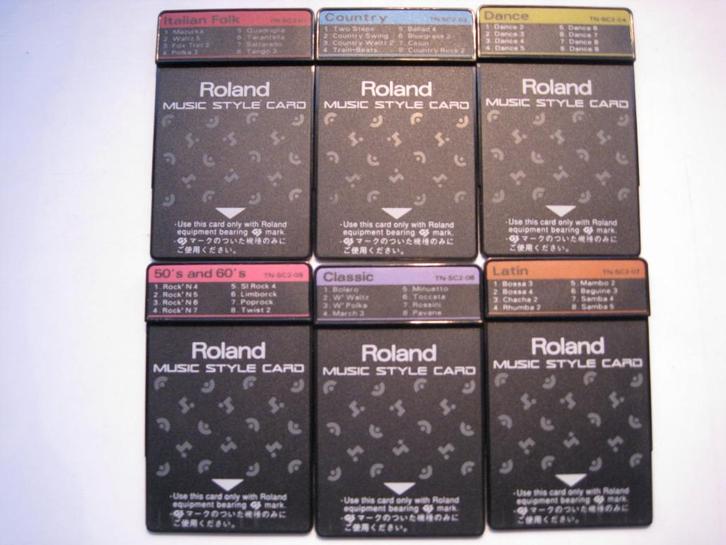 Italian Folk TN-SC2-01
1 Mazurka 5 Quadriglia
2 Waltz 5 6 Tarantella
3 Fox Trot 2 7 Saltarello
4 Polka 3 8 Tango 3
Roland
MUSIC STYLE CARD
-Use this card only with Roland
equipment bearing mark.
-マークのついた機種のみに
ご使用ください。
Country TN-SC2-03
1 Two Steps 5 Ballad 4
2 Country Swing 6 Bluegrass 2
3 Country Waltz 2 7 Cajun
4 Train-Beats 8 Country Rock 2
Roland
MUSIC STYLE CARD
-Use this card only with Roland
equipment bearing mark.
-マークのついた機種のみに
ご使用ください。
Dance TN-SC2-04
1 Dance 2
2 Dance 3 6 Dance 7
3 Dance 4
4 Dance 5
Roland
MUSIC STYLE CARD
-Use this card only with Roland
equipment bearing mark.
-マークのついた機種のみに
ご使用ください。
50's and 60's TN-SC2-05
1. Rock'N 4 5. Sl Rock 4
2. Rock'N 5 6. Limborck
3. Rock'N 6 7. Poprock
4. Rock'N 7 8. Twist 2
Roland
MUSIC STYLE CARD
-Use this card only with Roland
equipment bearing mark.
-マークのついた機種のみに
ご使用ください。
Classic TN-SC2-06
1. Bolero 5. Minuetto
2. W' Waltz 6. Toccata
3. W' Polka 7. Rossini
4. March 3 8. Pavane
Roland
MUSIC STYLE CARD
-Use this card only with Roland
equipment bearing mark.
-マークのついた機種のみに
ご使用ください。
Latin TN-SC2-07
1. Bossa 3 5. Mambo 2
2. Bossa 4 6. Beguine 3
3. Chacha 2 7. Samba 4
4. Rhumba 2 8. Samba 5
Roland
MUSIC STYLE CARD
-Use this card only with Roland
equipment bearing mark.
-マークのついた機種のみに
ご使用ください。